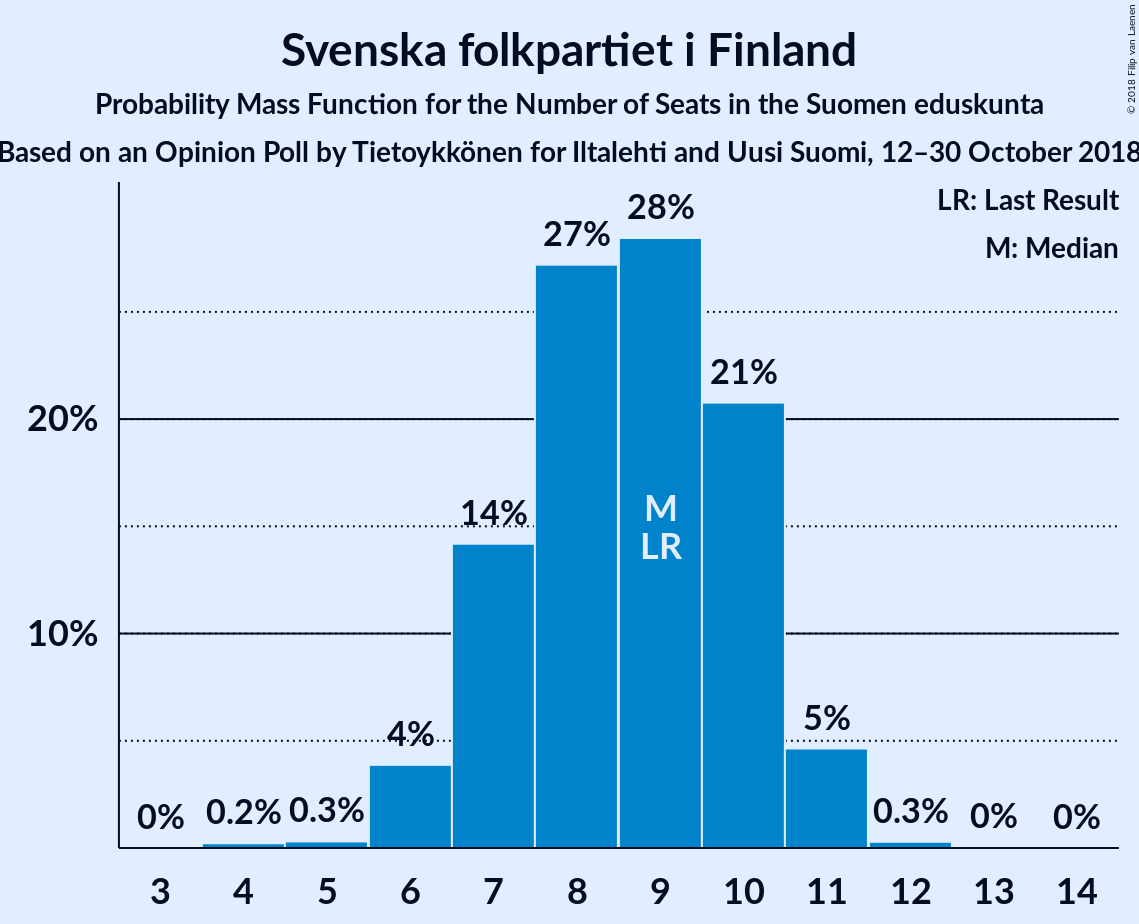 Svenska folkpartiet i Finland
Probability Mass Function for the Number of Seats in the Suomen eduskunta
Based on an Opinion Poll by Tietoykkönen for Iltalehti and Uusi Suomi, 12–30 October 2018
© 2018 Filip van Laenen
LR: Last Result
M: Median
28%
27%
21%
20%
14%
M
LR
10%
4%
5%
0% 0.2% 0.3% 0.3% 0% 0%
3 4 5 6 7 8 9 10 11 12 13 14